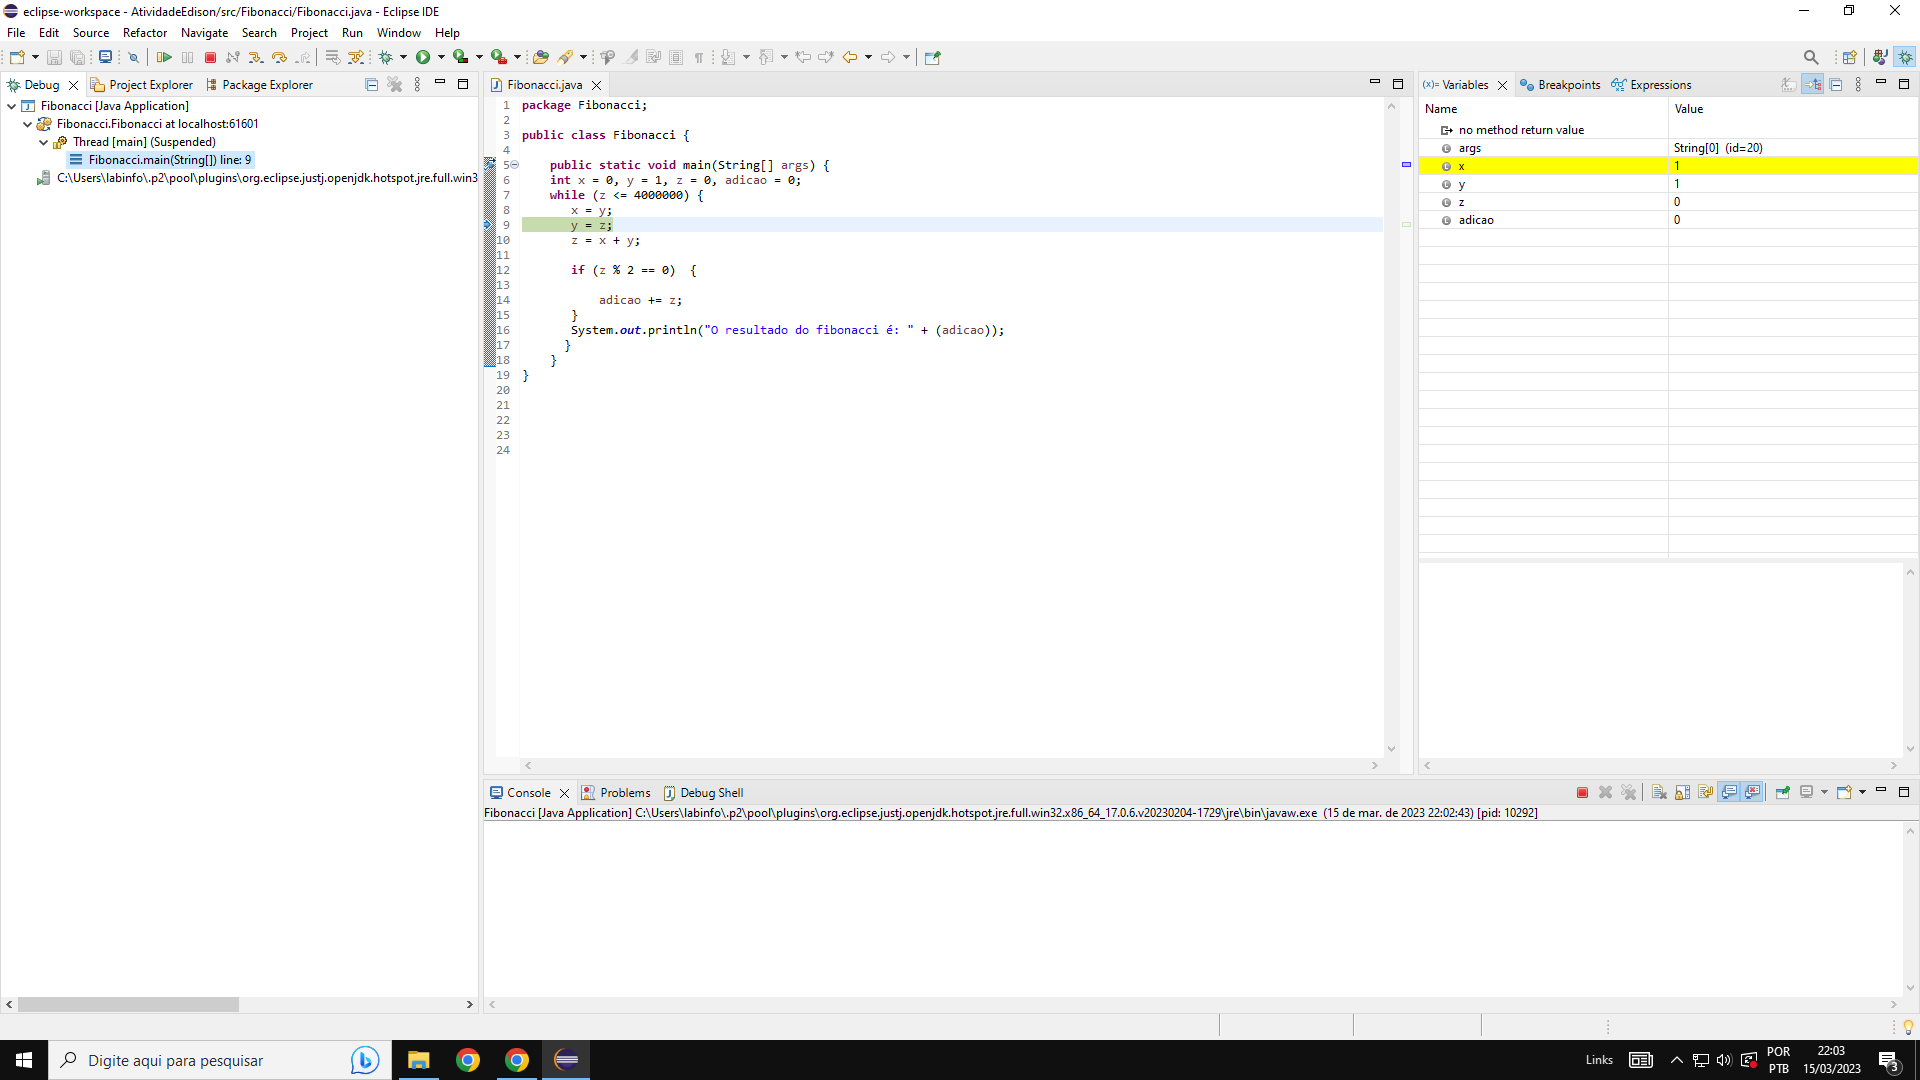 eclipse-workspace - AtividadeEdison/src/Fibonacci/Fibonacci.java - Eclipse IDE
File Edit Source Refactor Navigate Search Project Run Window Help
Debug Project Explorer Package Explorer
Fibonacci [Java Application]
Fibonacci.Fibonacci at localhost:61601
Thread [main] (Suspended)
Fibonacci.main(String[]) line: 9
C:\Users\labinfo\.p2\pool\plugins\org.eclipse.justj.openjdk.hotspot.jre.full.win3
Fibonacci.java
1 package Fibonacci;
2
3 public class Fibonacci {
4
5 public static void main(String[] args) {
6 int x = 0, y = 1, z = 0, adicao = 0;
7 while (z <= 4000000) {
8 x = y;
9 y = z;
10 z = x + y;
11
12 if (z % 2 == 0)  {
13
14 adicao += z;
15 }
16 System.out.println("O resultado do fibonacci é: " + (adicao));
17 }
18 }
19 }
20
21
22
23
24
(x)= Variables Breakpoints Expressions
Name Value
no method return value
args String[0] (id=20)
x 1
y 1
z 0
adicao 0
Console Problems Debug Shell
Fibonacci [Java Application] C:\Users\labinfo\.p2\pool\plugins\org.eclipse.justj.openjdk.hotspot.jre.full.win32.x86_64_17.0.6.v20230204-1729\jre\bin\javaw.exe (15 de mar. de 2023 22:02:43) [pid: 10292]
Digite aqui para pesquisar
Links
POR
PTB
22:03
15/03/2023
3